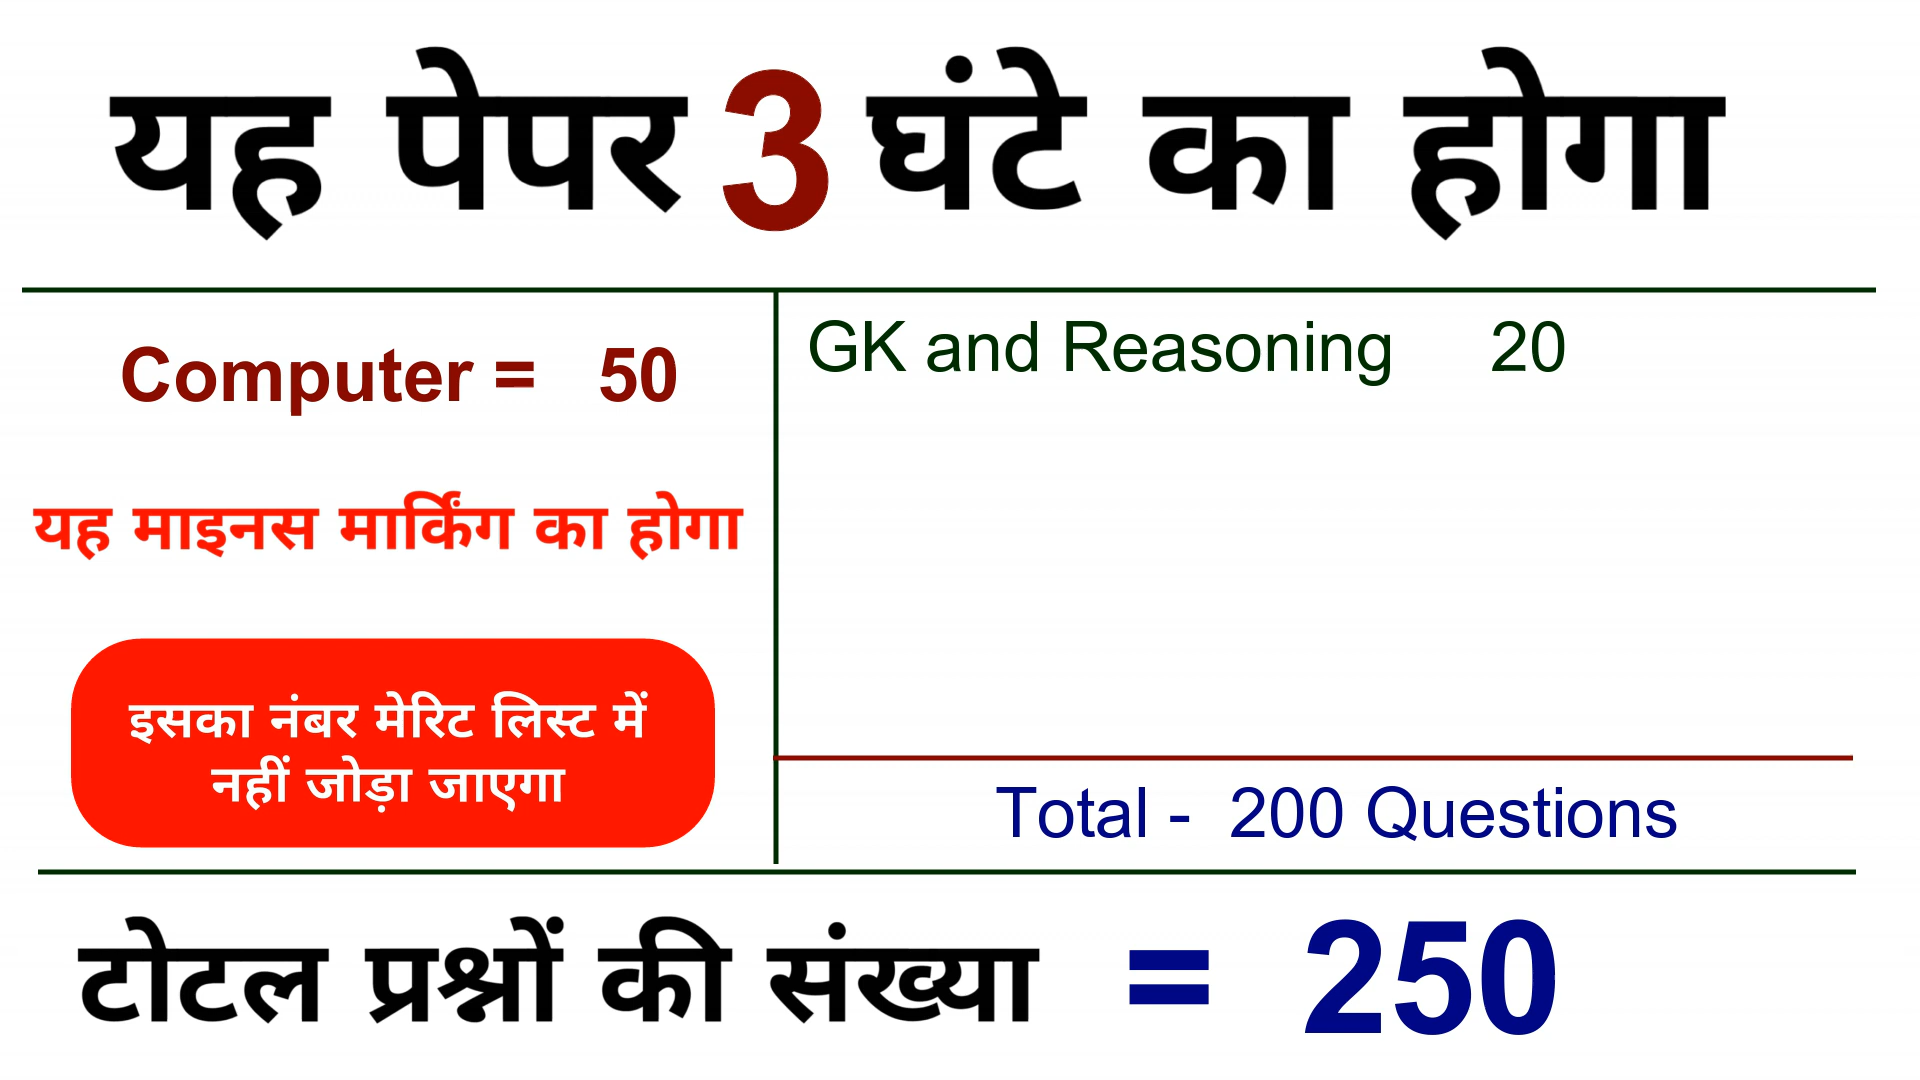 यह पेपर 3 घंटे का होगा
Computer = 50
यह माइनस मार्किंग का होगा
इसका नंबर मेरिट लिस्ट में
नहीं जोड़ा जाएगा
GK and Reasoning 20
Total - 200 Questions
टोटल प्रश्नों की संख्या = 250